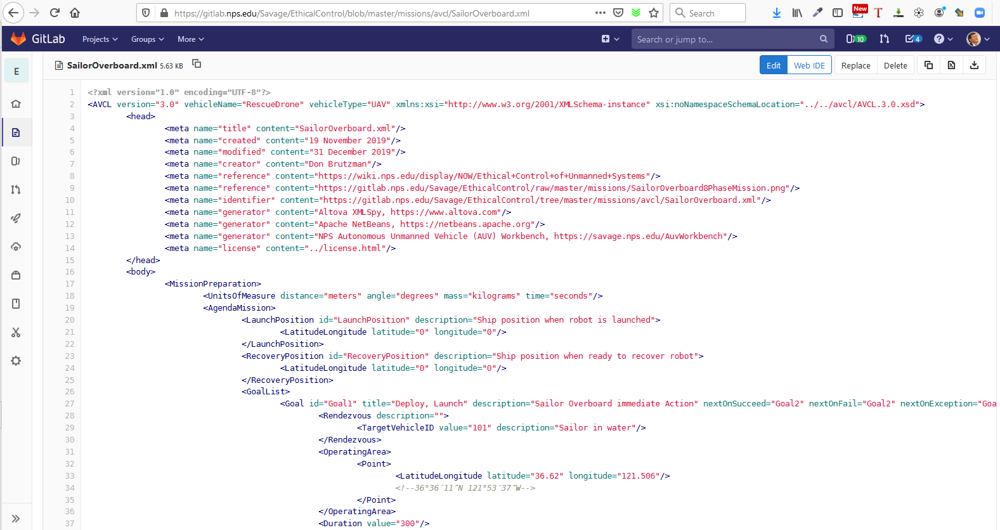 https://gitlab.nps.edu/Savage/EthicalControl/blob/master/missions/avcl/SailorOverboard.xml
Search
New
GitLab
Projects
Groups
More
Search or jump to...
10
4
E
SailorOverboard.xml 5.63 KB
Edit
Web IDE
Replace
Delete
1 <?xml version="1.0" encoding="UTF-8"?>
2 <AVCL version="3.0" vehicleName="RescueDrone" vehicleType="UAV" xmlns:xsi="http://www.w3.org/2001/XMLSchema-instance" xsi:noNamespaceSchemaLocation="../../avcl/AVCL.3.0.xsd">
3 <head>
4 <meta name="title" content="SailorOverboard.xml"/>
5 <meta name="created" content="19 November 2019"/>
6 <meta name="modified" content="31 December 2019"/>
7 <meta name="creator" content="Don Brutzman"/>
8 <meta name="reference" content="https://wiki.nps.edu/display/NOW/Ethical+Control+of+Unmanned+Systems"/>
9 <meta name="reference" content="https://gitlab.nps.edu/Savage/EthicalControl/raw/master/missions/SailorOverboard8PhaseMission.png"/>
10 <meta name="identifier" content="https://gitlab.nps.edu/Savage/EthicalControl/tree/master/missions/avcl/SailorOverboard.xml"/>
11 <meta name="generator" content="Altova XMLSpy, https://www.altova.com"/>
12 <meta name="generator" content="Apache NetBeans, https://netbeans.apache.org"/>
13 <meta name="generator" content="NPS Autonomous Unmanned Vehicle (AUV) Workbench, https://savage.nps.edu/AuvWorkbench"/>
14 <meta name="license" content="../license.html"/>
15 </head>
16 <body>
17 <MissionPreparation>
18 <UnitsOfMeasure distance="meters" angle="degrees" mass="kilograms" time="seconds"/>
19 <AgendaMission>
20 <LaunchPosition id="LaunchPosition" description="Ship position when robot is launched">
21 <LatitudeLongitude latitude="0" longitude="0"/>
22 </LaunchPosition>
23 <RecoveryPosition id="RecoveryPosition" description="Ship position when ready to recover robot">
24 <LatitudeLongitude latitude="0" longitude="0"/>
25 </RecoveryPosition>
26 <GoalList>
27 <Goal id="Goal1" title="Deploy, Launch" description="Sailor Overboard immediate Action" nextOnSucceed="Goal2" nextOnFail="Goal2" nextOnException="Goa
28 <Rendezvous description="">
29 <TargetVehicleID value="101" description="Sailor in water"/>
30 </Rendezvous>
31 <OperatingArea>
32 <Point>
33 <LatitudeLongitude latitude="36.62" longitude="121.506"/>
34 <!--36°36′11″N 121°53′37″W-->
35 </Point>
36 </OperatingArea>
37 <Duration value="300"/>